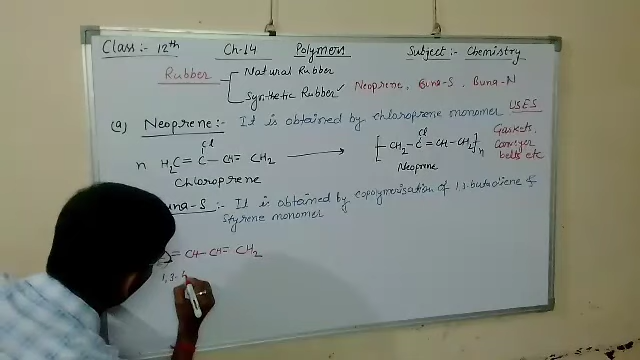 Class:- 12th Ch-14 Polymers Subject:- Chemistry
Rubber Natural Rubber
Synthetic Rubber ✓ Neoprene, Buna-S, Buna-N
(a) Neoprene:- It is obtained by chloroprene monomer USES
Gaskets, Conveyer belts etc
Cl
n H₂C = C - CH = CH₂ → [ CH₂ - C = CH - CH₂ ]n
Cl
Chloroprene Neoprene
Buna-S :- It is obtained by copolymerisation of 1,3-butadiene &
Styrene monomer
= CH - CH = CH₂
1,3-